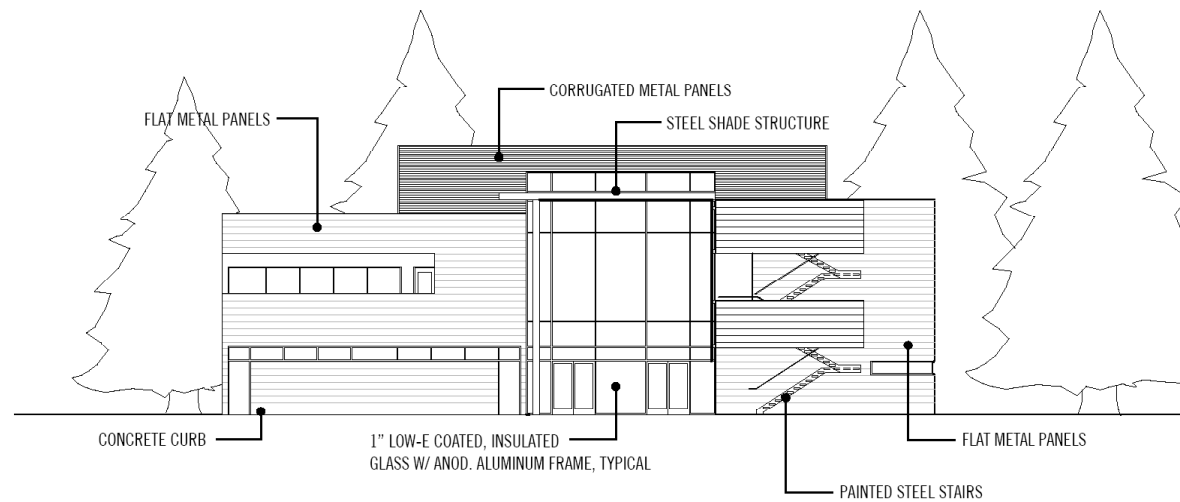 CORRUGATED METAL PANELS
FLAT METAL PANELS
STEEL SHADE STRUCTURE
CONCRETE CURB
1” LOW-E COATED, INSULATED
GLASS W/ ANOD. ALUMINUM FRAME, TYPICAL
FLAT METAL PANELS
PAINTED STEEL STAIRS